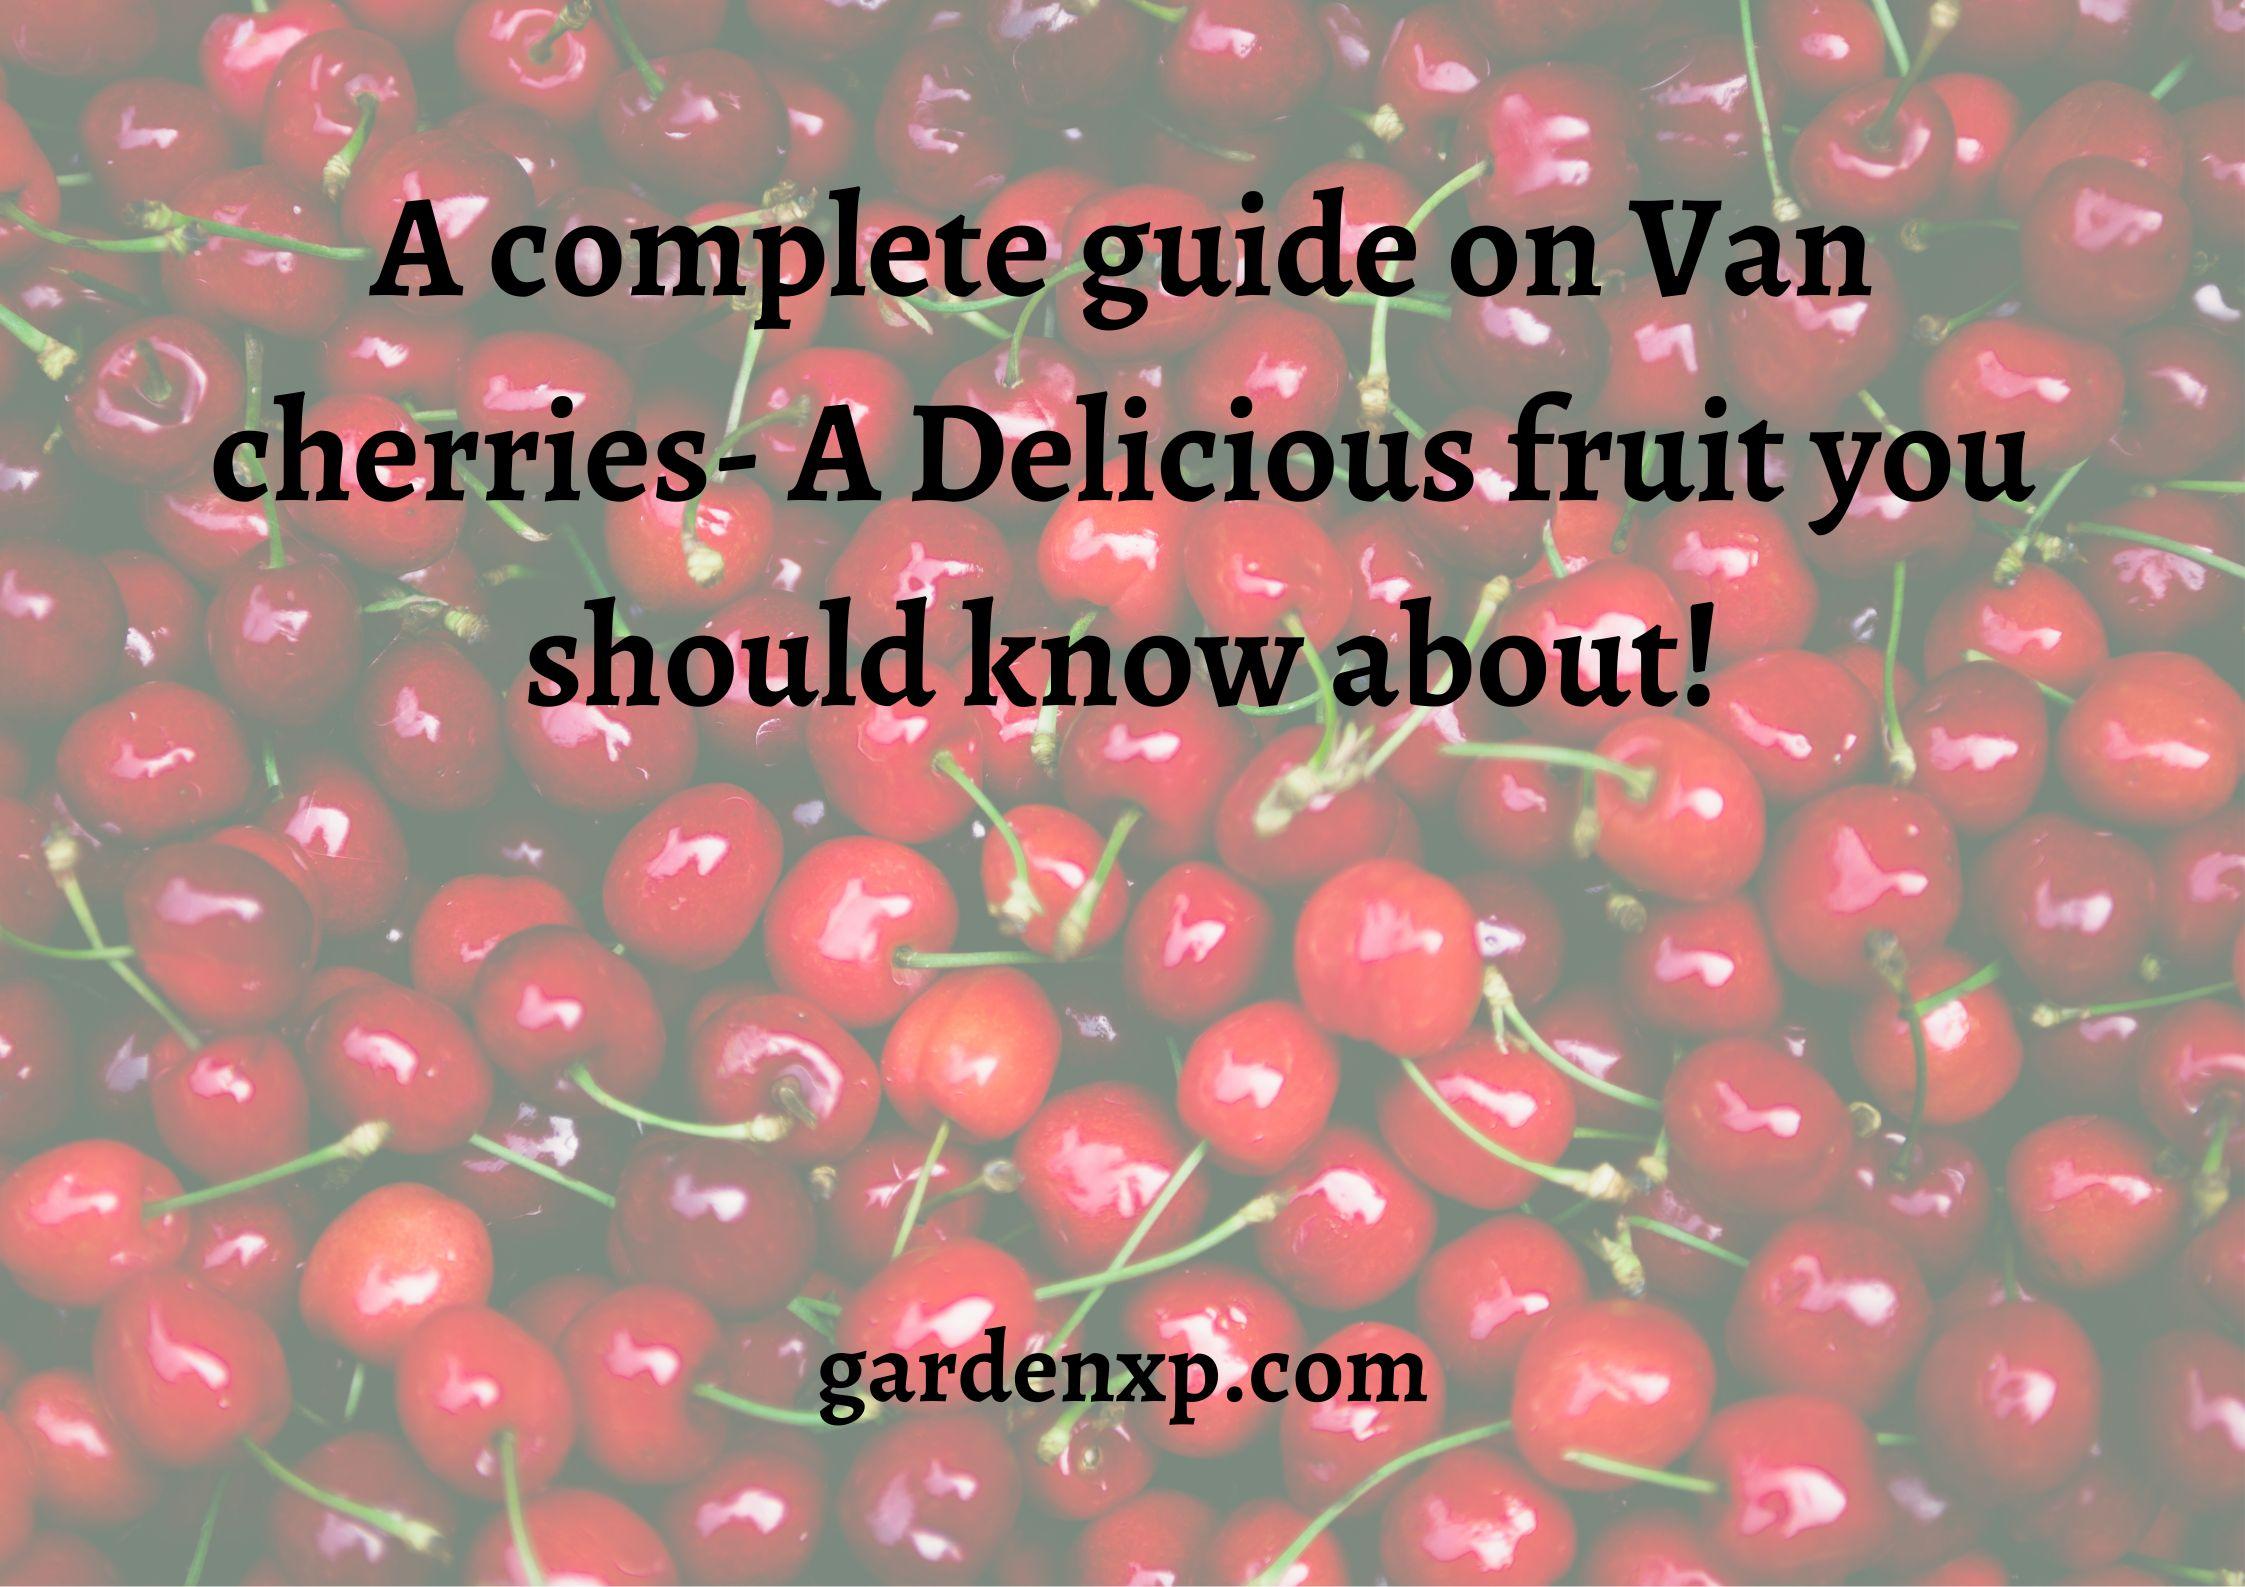 A complete guide on Van
cherries- A Delicious fruit you
should know about!
gardenxp.com